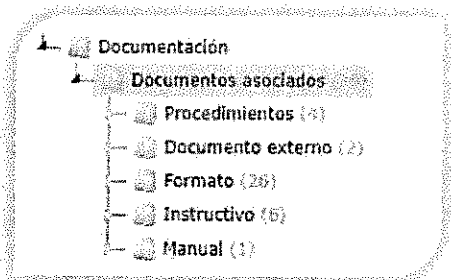 Documentación
Documentos asociados
Procedimientos (4)
Documento externo (2)
Formato (26)
Instructivo (6)
Manual (1)